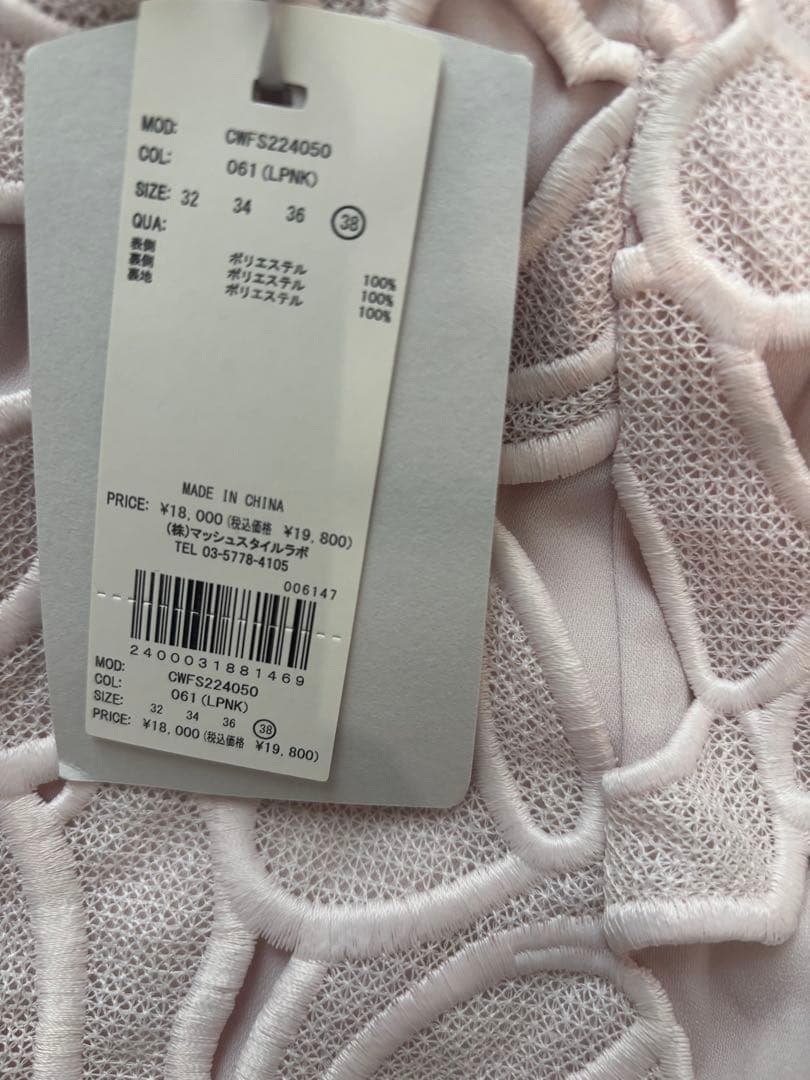 MOD: CWFS224050
COL: 061(LPNK)
SIZE: 32 34 36 38
QUA:
表側 ポリエステル 100%
裏側 ポリエステル 100%
裏地 ポリエステル 100%
MADE IN CHINA
PRICE: ¥18,000(税込価格 ¥19,800)
(株)マッシュスタイルラボ
TEL 03-5778-4105
006147
2400031881469
MOD: CWFS224050
COL: 061(LPNK)
SIZE: 32 34 36 38
PRICE: ¥18,000(税込価格 ¥19,800)